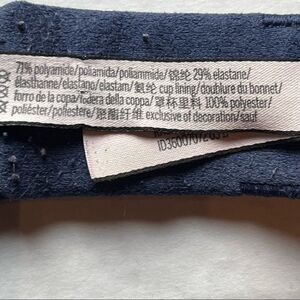 71% polyamide/poliamida/poliammide/锦纶 29% elastane/
élasthanne/elastano/elastam/氨纶 cup lining/doublure du bonnet/
forro de la copa/fodera della coppa/罩杯里料 100% polyester/
poliéster/poliestere/聚酯纤维 exclusive of decoration/sauf